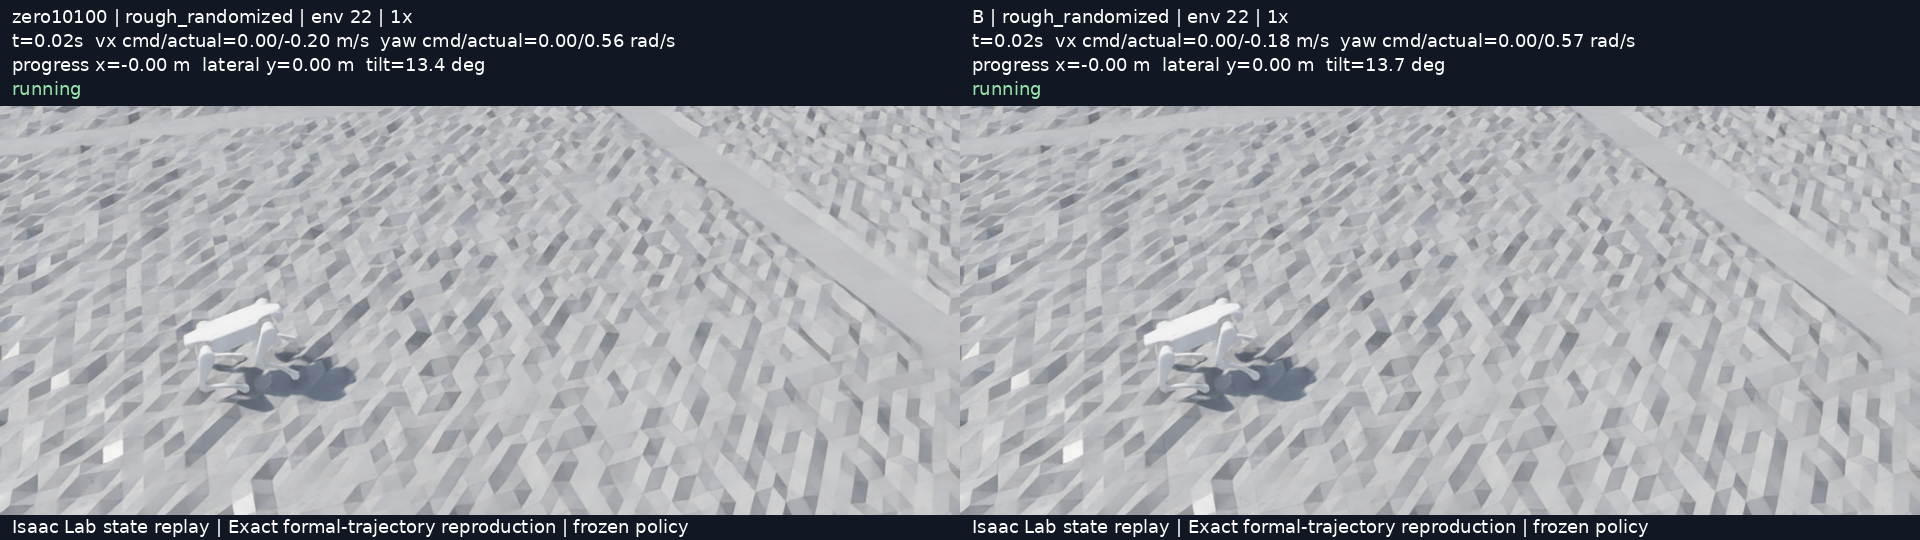 zero10100 | rough_randomized | env 22 | 1x
t=0.02s  vx cmd/actual=0.00/-0.20 m/s  yaw cmd/actual=0.00/0.56 rad/s
progress x=-0.00 m  lateral y=0.00 m  tilt=13.4 deg
running
Isaac Lab state replay | Exact formal-trajectory reproduction | frozen policy
B | rough_randomized | env 22 | 1x
t=0.02s  vx cmd/actual=0.00/-0.18 m/s  yaw cmd/actual=0.00/0.57 rad/s
progress x=-0.00 m  lateral y=0.00 m  tilt=13.7 deg
running
Isaac Lab state replay | Exact formal-trajectory reproduction | frozen policy